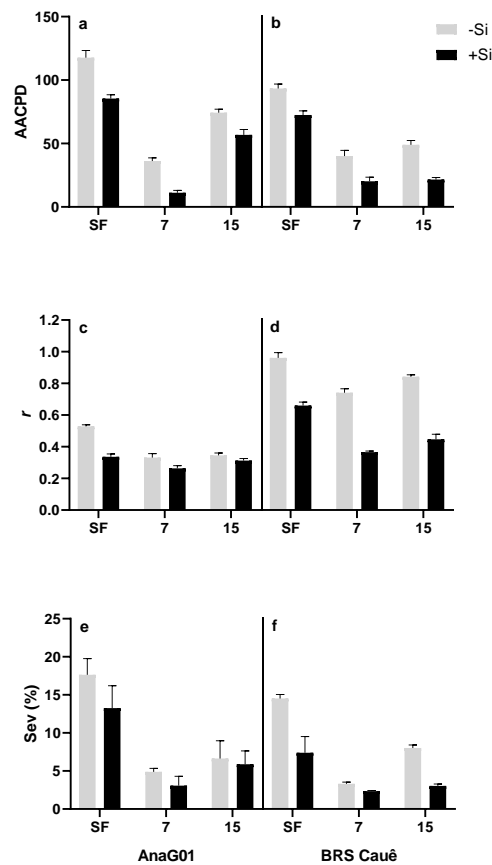 150
a
b
-Si
+Si
100
AACPD
50
0
SF 7 15 SF 7 15
1.2
c
d
1.0
0.8
r
0.6
0.4
0.2
0.0
SF 7 15 SF 7 15
25
e
f
20
15
Sev (%)
10
5
0
SF 7 15 SF 7 15
AnaG01 BRS Cauê